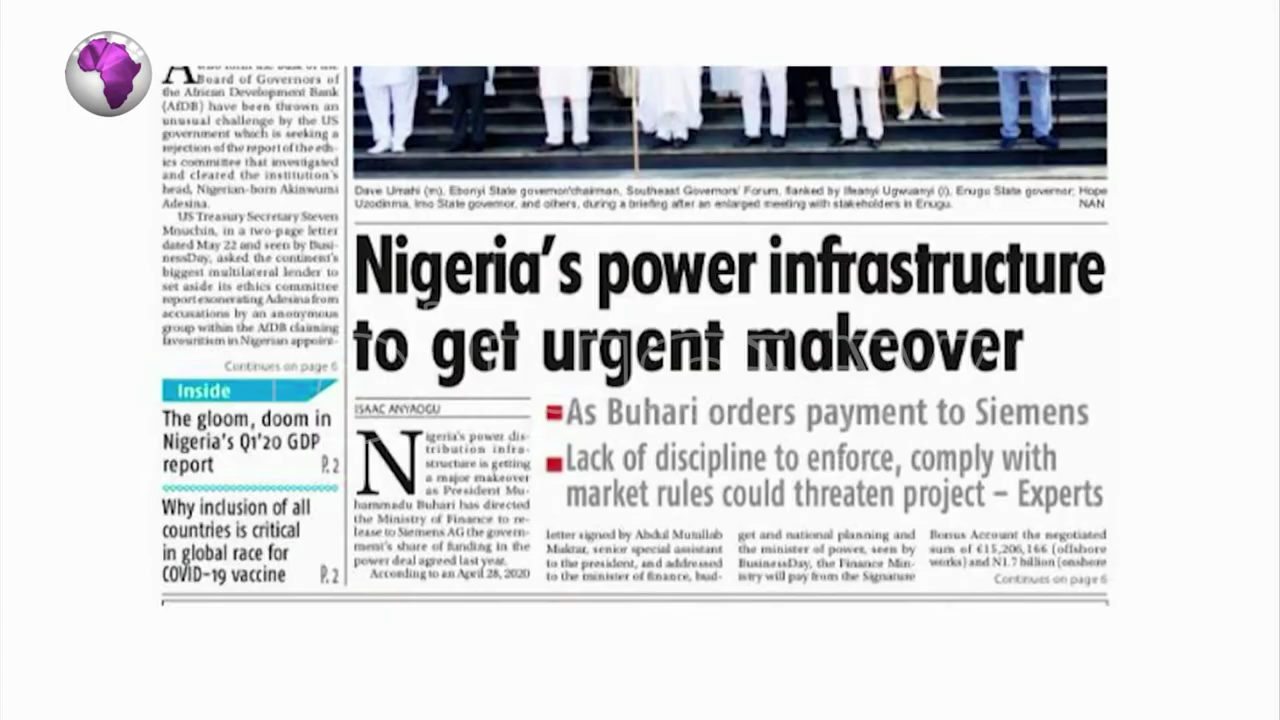 Board of Governors of
the African Development Bank
(AfDB) have been thrown an
unusual challenge by the US
government which is seeking a
rejection of the report of the eth-
ics committee that investigated
and cleared the institution's
head, Nigerian-born Akinwumi
Adesina.
US Treasury Secretary Steven
Mnuchin, in a two-page letter
dated May 22 and seen by Busi-
nessDay, asked the continent's
biggest multilateral lender to
set aside its ethics committee
report exonerating Adesina from
accusations by an anonymous
group within the AfDB claiming
favouritism in Nigerian appoint-
Continues on page 6
Inside
The gloom, doom in
Nigeria's Q1'20 GDP
report P.2
Why inclusion of all
countries is critical
in global race for
COVID-19 vaccine P.2
Dave Umahi (m), Ebonyi State governor/chairman, Southeast Governors' Forum, flanked by Ifeanyi Ugwuanyi (l), Enugu State governor; Hope
Uzodinma, Imo State governor, and others, during a briefing after an enlarged meeting with stakeholders in Enugu. NAN
Nigeria's power infrastructure
to get urgent makeover
As Buhari orders payment to Siemens
Lack of discipline to enforce, comply with
market rules could threaten project – Experts
ISAAC ANYAOGU
Nigeria's power dis-
tribution infra-
structure is getting
a major makeover
as President Mu-
hammadu Buhari has directed
the Ministry of Finance to re-
lease to Siemens AG the govern-
ment's share of funding in the
power deal agreed last year.
According to an April 28, 2020
letter signed by Abdul Mutallab
Muktar, senior special assistant
to the president, and addressed
to the minister of finance, bud-
get and national planning and
the minister of power, seen by
BusinessDay, the Finance Min-
istry will pay from the Signature
Bonus Account the negotiated
sum of €15,206,166 (offshore
works) and N1.7 billion (onshore
Continues on page 6